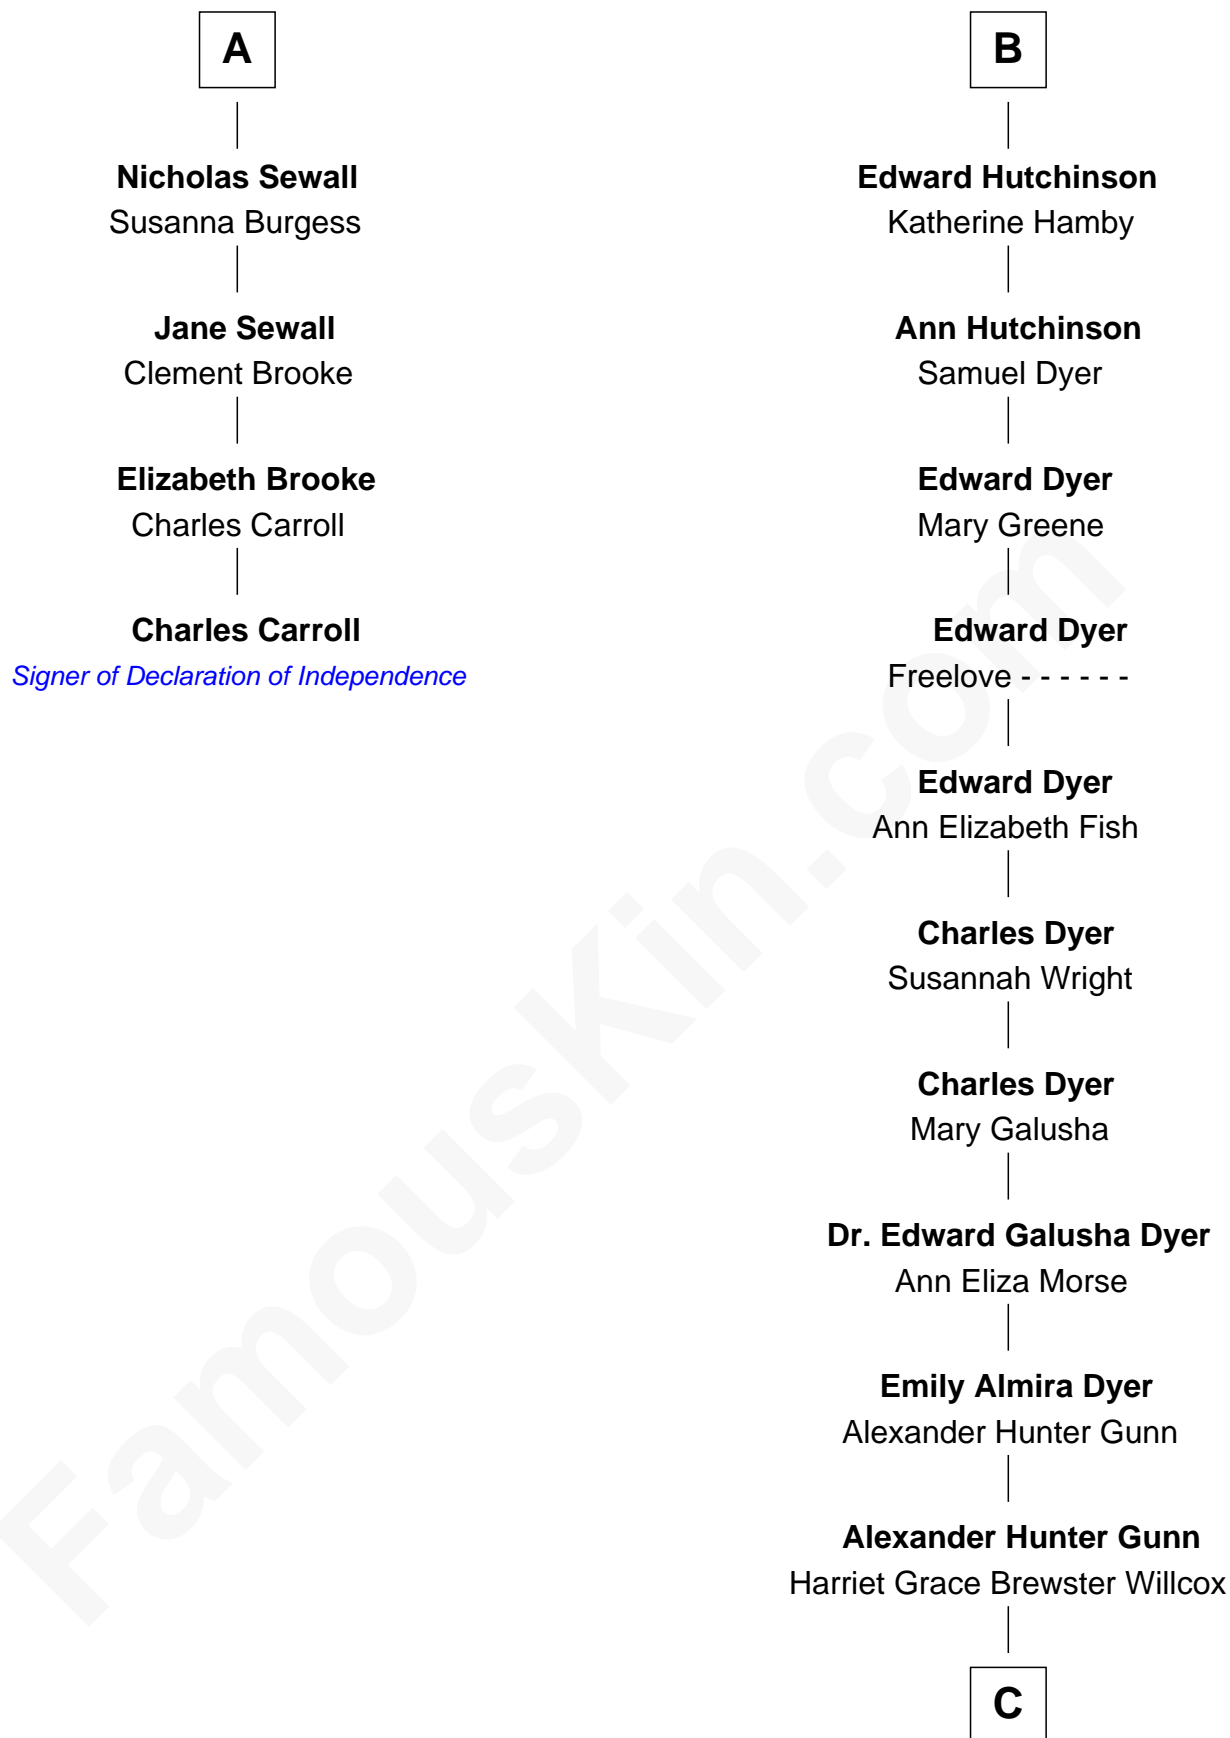 A
Nicholas Sewall
Susanna Burgess
Jane Sewall
Clement Brooke
Elizabeth Brooke
Charles Carroll
Charles Carroll
Signer of Declaration of Independence
B
Edward Hutchinson
Katherine Hamby
Ann Hutchinson
Samuel Dyer
Edward Dyer
Mary Greene
Edward Dyer
Freelove - - - - - -
Edward Dyer
Ann Elizabeth Fish
Charles Dyer
Susannah Wright
Charles Dyer
Mary Galusha
Dr. Edward Galusha Dyer
Ann Eliza Morse
Emily Almira Dyer
Alexander Hunter Gunn
Alexander Hunter Gunn
Harriet Grace Brewster Willcox
C
FamousKin.com